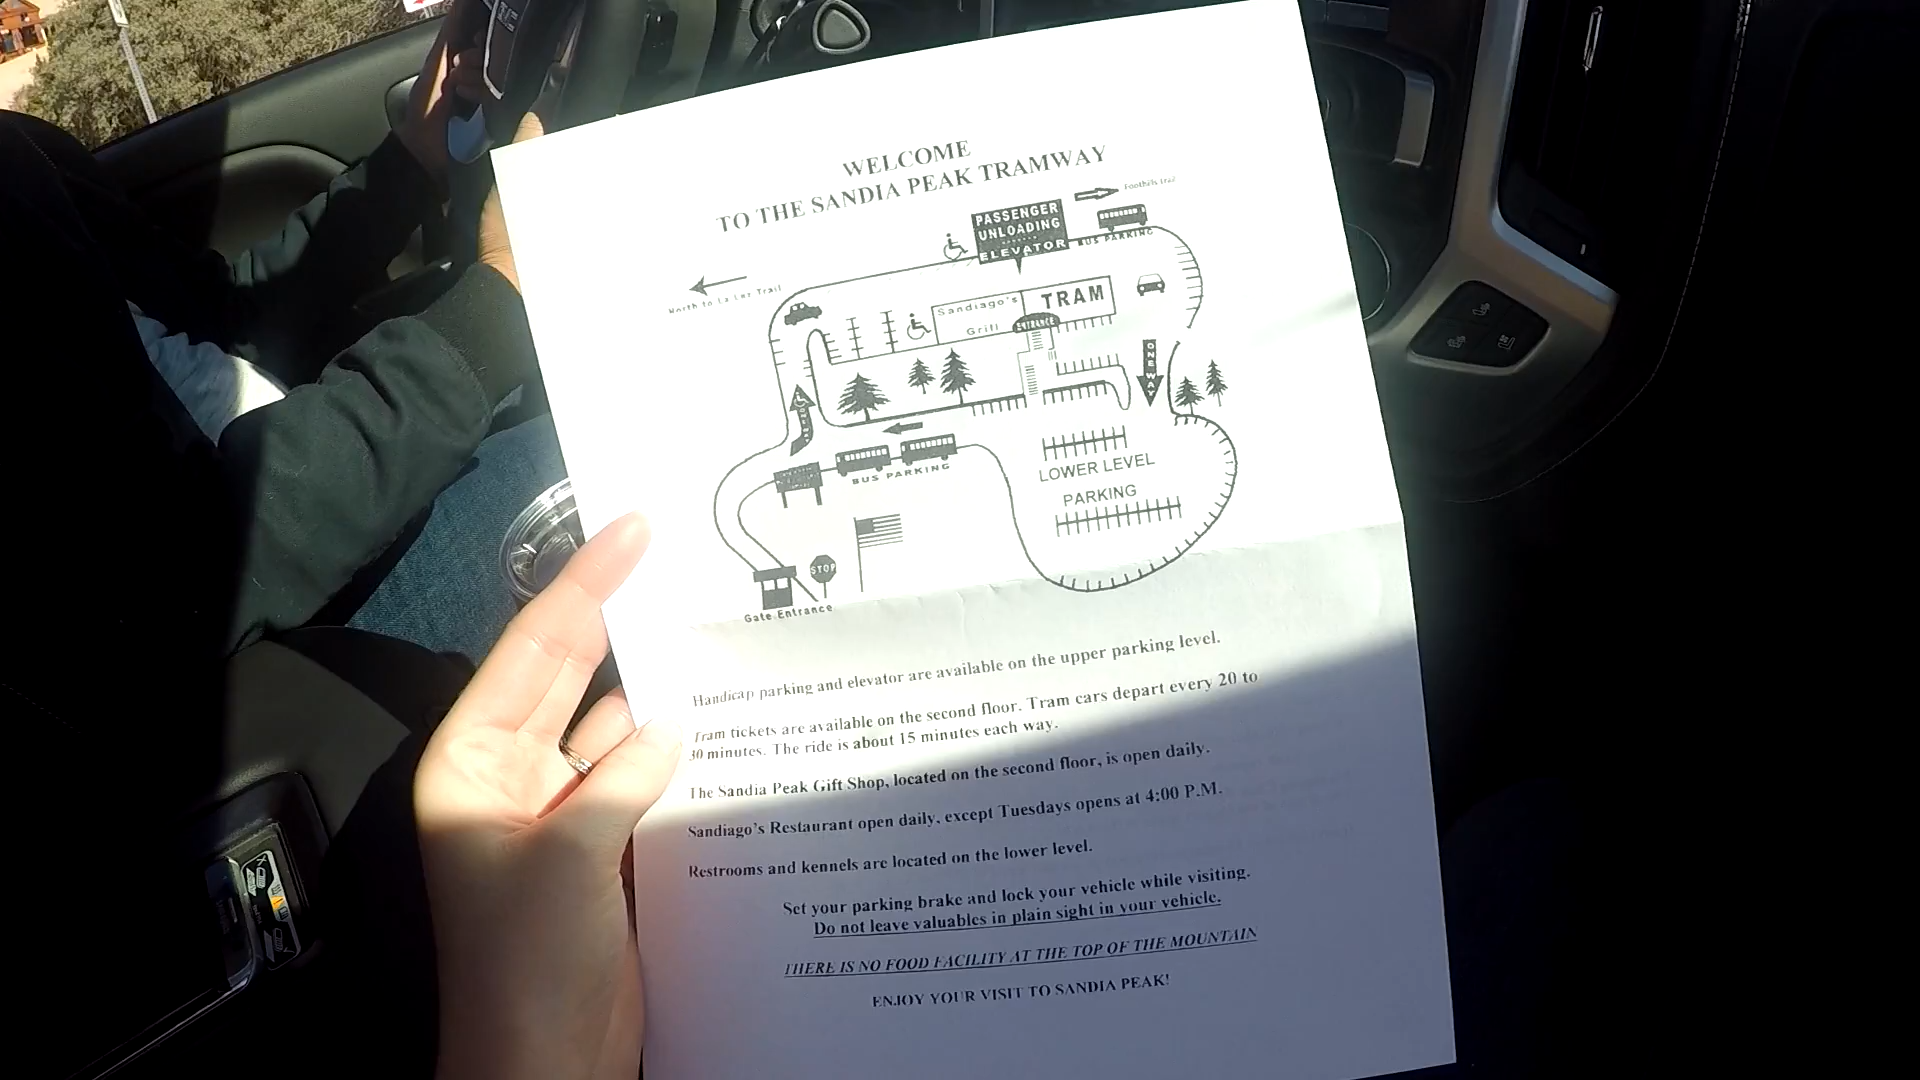 WELCOME
TO THE SANDIA PEAK TRAMWAY
Foothills Trail
PASSENGER
UNLOADING
ELEVATOR
BUS PARKING
North to La Luz Trail
Sandiago's
Grill
TRAM
ENTRANCE
ONE WAY
BUS PARKING
LOWER LEVEL
PARKING
STOP
Gate Entrance
Handicap parking and elevator are available on the upper parking level.
Tram tickets are available on the second floor. Tram cars depart every 20 to
30 minutes. The ride is about 15 minutes each way.
The Sandia Peak Gift Shop, located on the second floor, is open daily.
Sandiago's Restaurant open daily, except Tuesdays opens at 4:00 P.M.
Restrooms and kennels are located on the lower level.
Set your parking brake and lock your vehicle while visiting.
Do not leave valuables in plain sight in your vehicle.
THERE IS NO FOOD FACILITY AT THE TOP OF THE MOUNTAIN
ENJOY YOUR VISIT TO SANDIA PEAK!